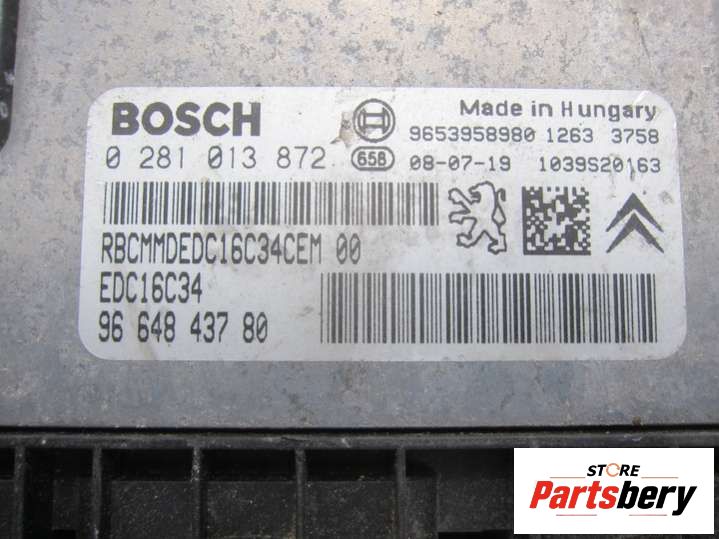 BOSCH
Made in Hungary
9653958980 1263 3758
0 281 013 872 658 08-07-19 1039S20163
RBCMMDEDC16C34CEM 00
EDC16C34
96 648 437 80
STORE
Partsbery